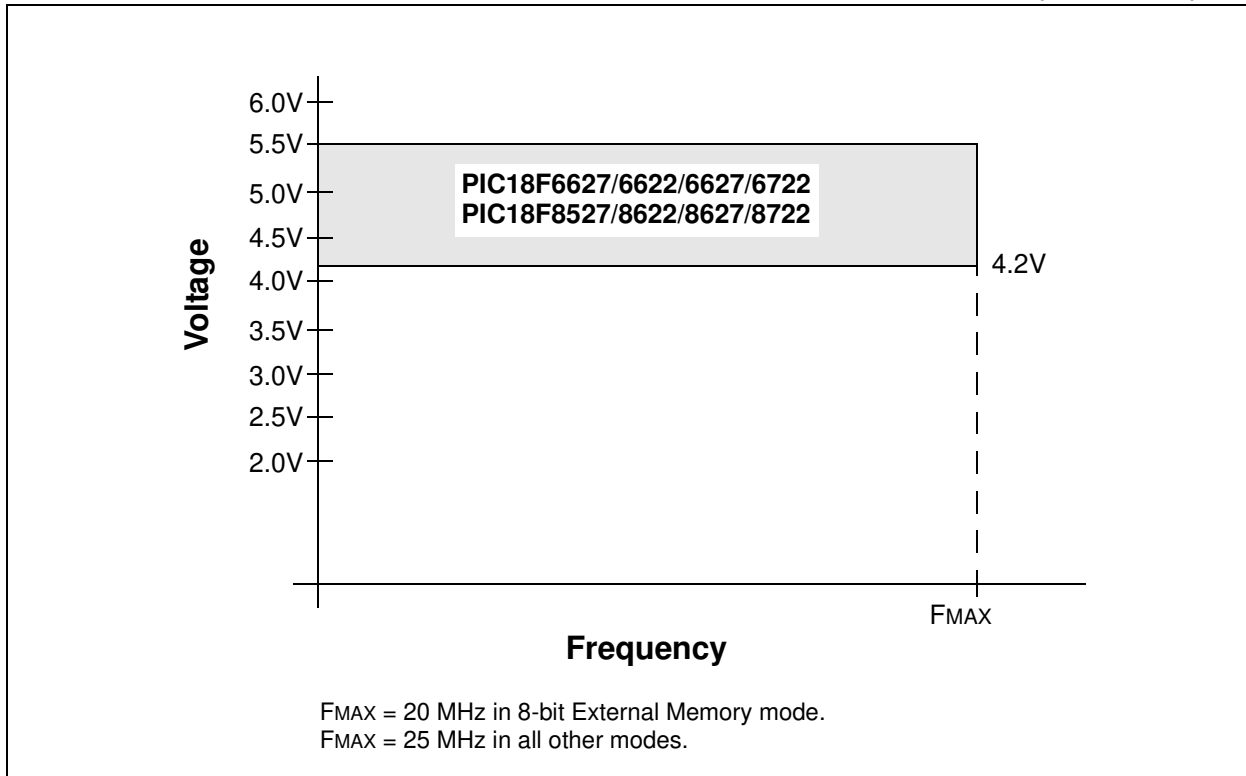 6.0V
5.5V
5.0V
4.5V
4.0V
3.5V
3.0V
2.5V
2.0V
Voltage
PIC18F6627/6622/6627/6722
PIC18F8527/8622/8627/8722
4.2V
FMAX
Frequency
FMAX = 20 MHz in 8-bit External Memory mode.
FMAX = 25 MHz in all other modes.